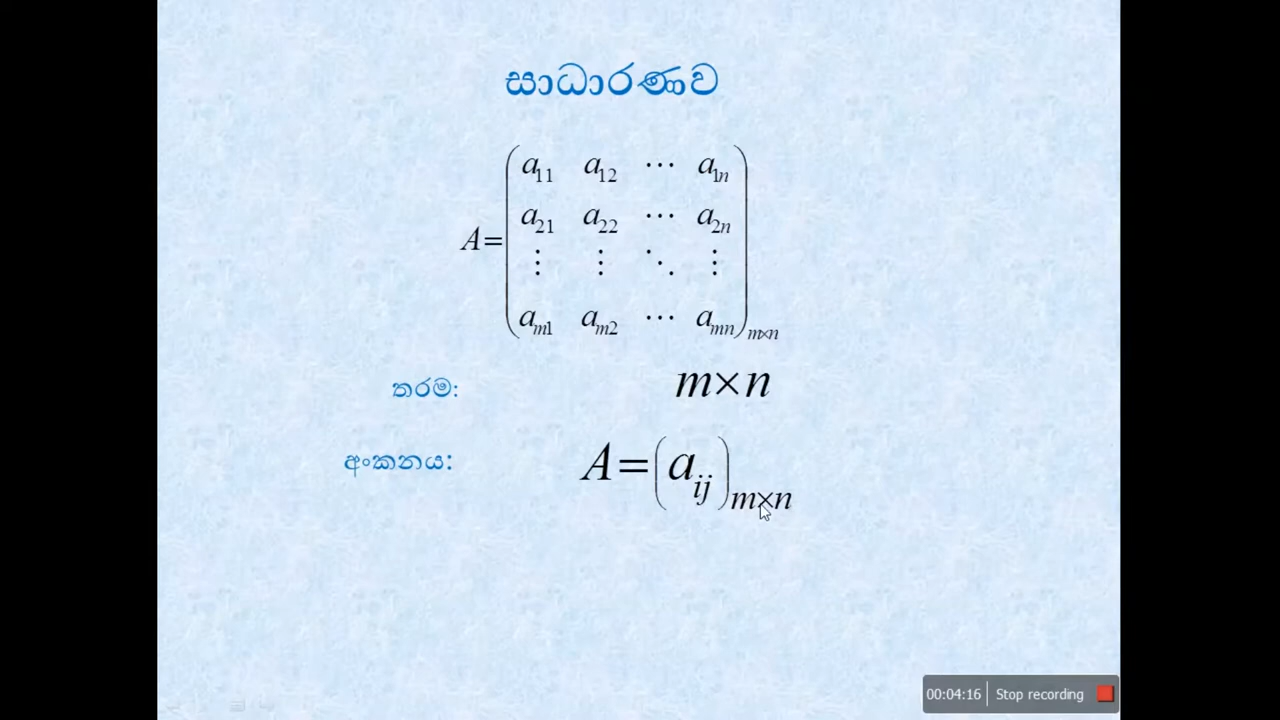 සාධාරණව
A = ( a11 a12 ⋯ a1n
a21 a22 ⋯ a2n
⋮ ⋮ ⋱ ⋮
am1 am2 ⋯ amn )m×n
තරම: m×n
අංකනය: A = (aij)m×n
00:04:16 Stop recording